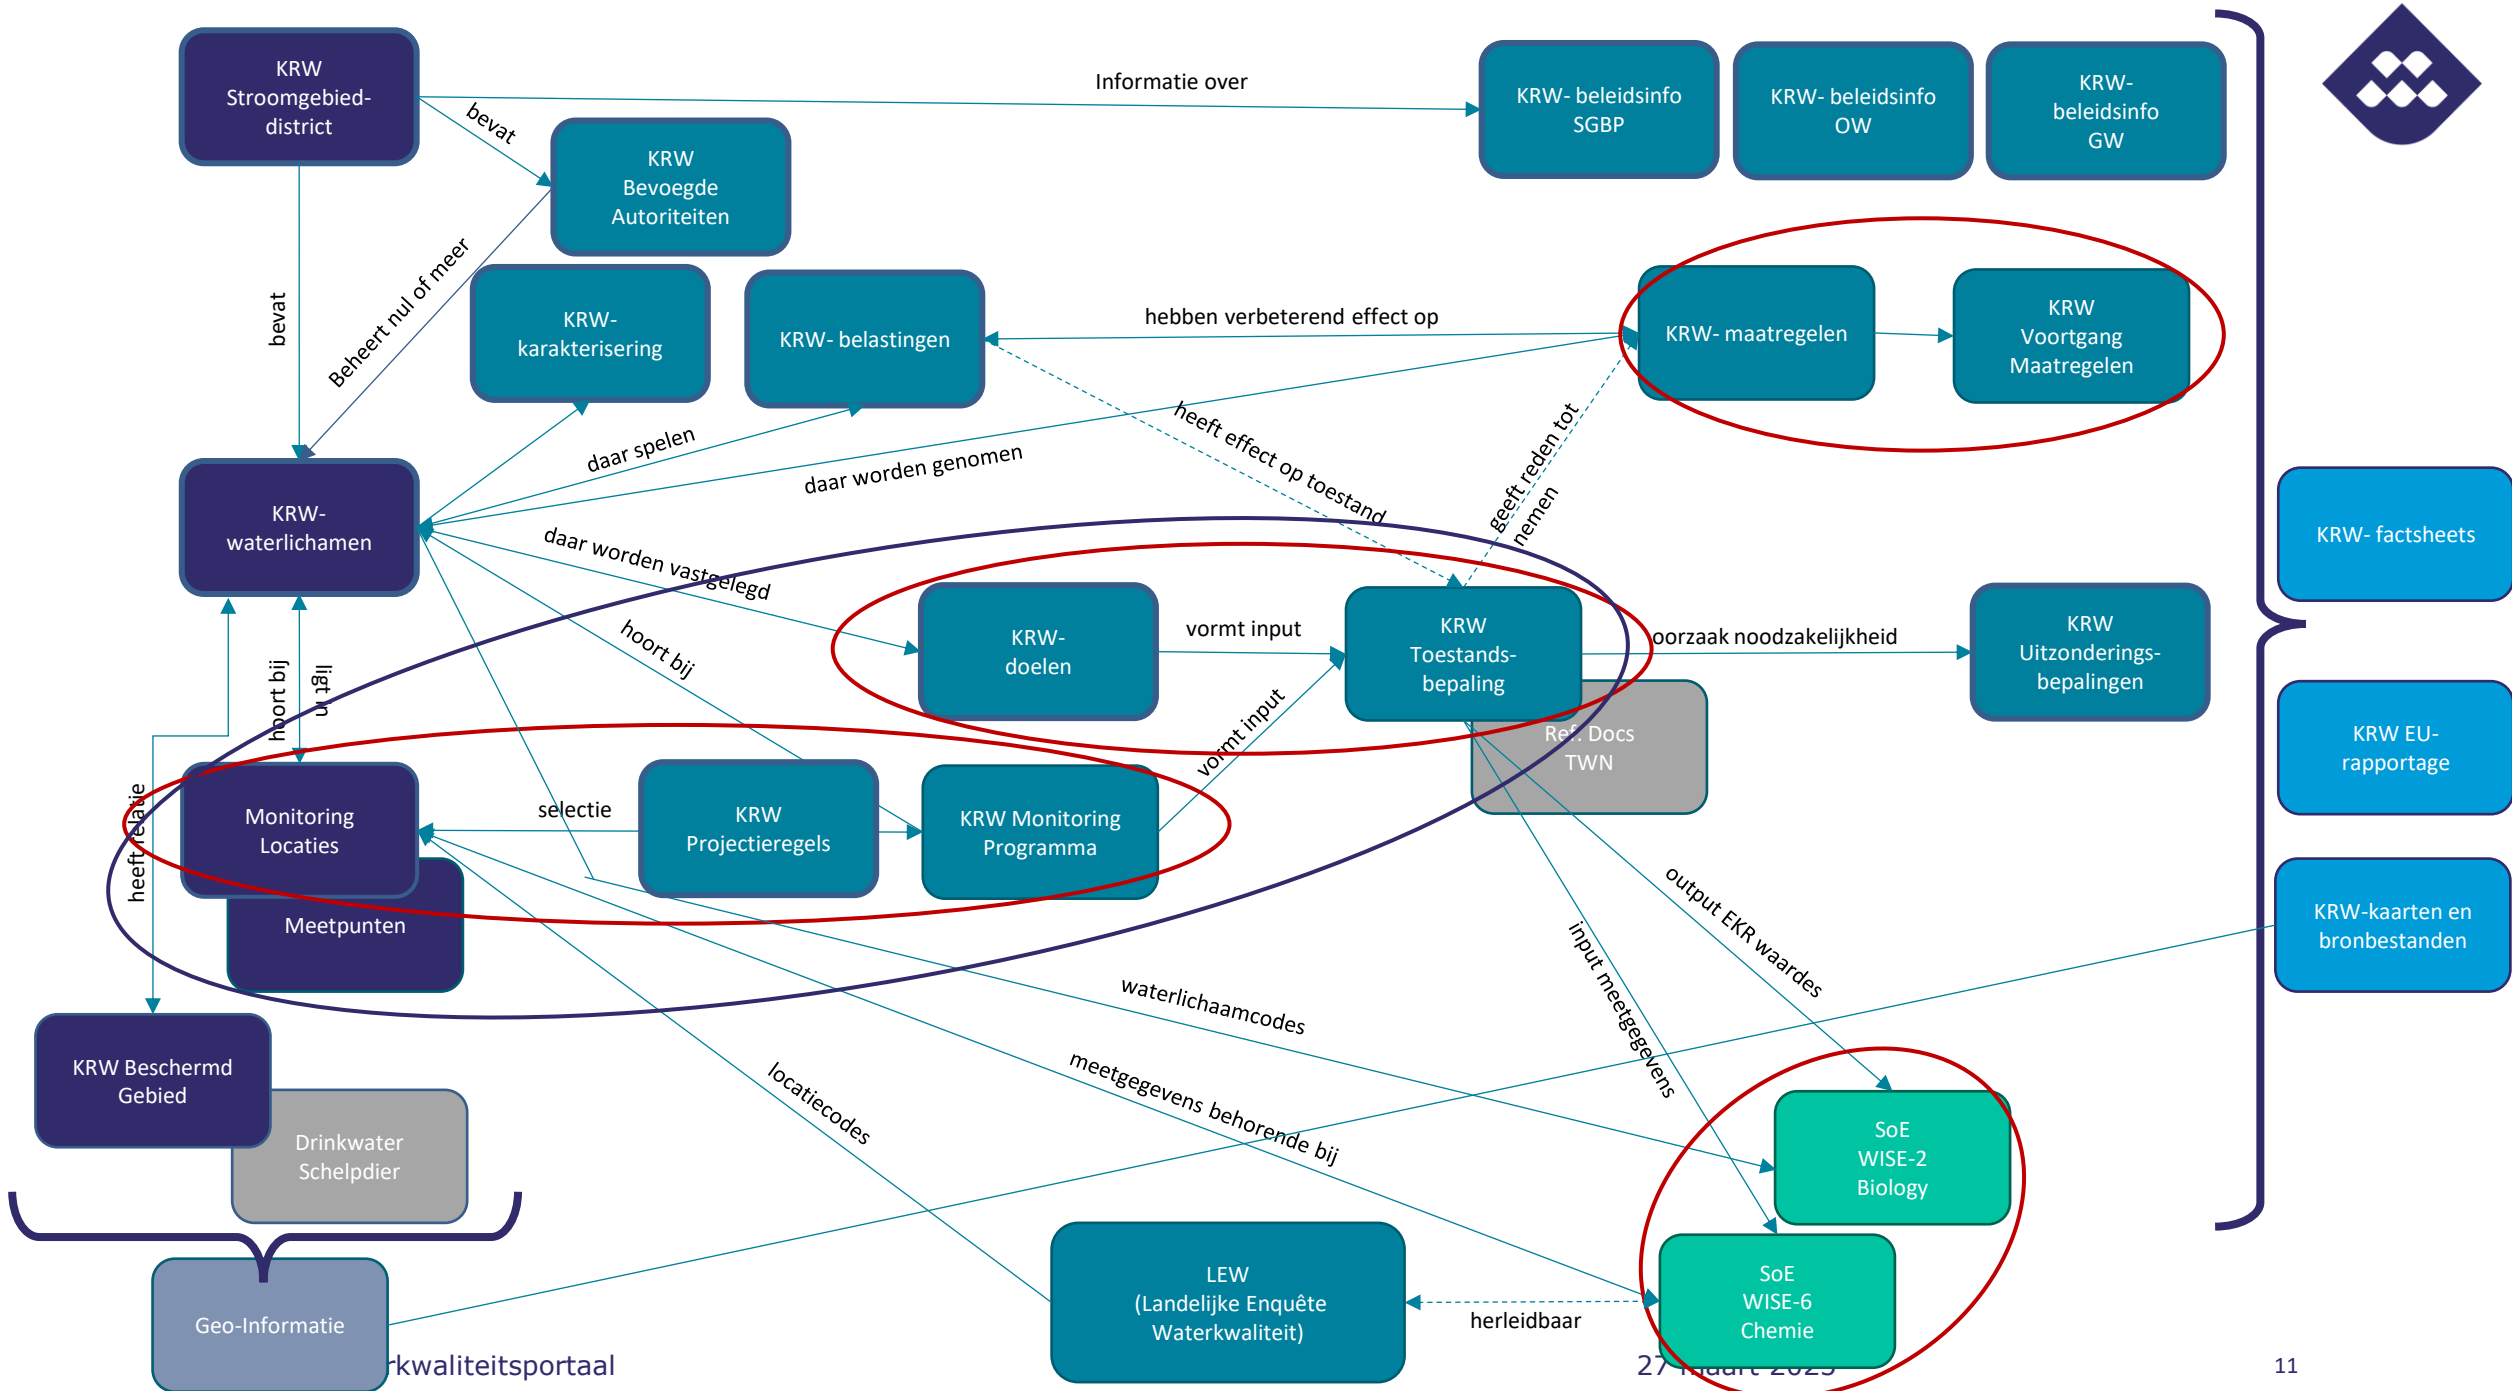 KRW
Stroomgebied-
district
Informatie over
KRW- beleidsinfo
SGBP
KRW- beleidsinfo
OW
KRW-
beleidsinfo
GW
bevat
KRW
Bevoegde
Autoriteiten
bevat
Beheert nul of meer
KRW-
karakterisering
KRW- belastingen
hebben verbeterend effect op
KRW- maatregelen
KRW
Voortgang
Maatregelen
daar spelen
daar worden genomen
heeft effect op toestand
geeft reden tot
nemen
KRW-
waterlichamen
KRW- factsheets
daar worden vastgelegd
hoort bij
KRW-
doelen
vormt input
KRW
Toestands-
bepaling
oorzaak noodzakelijkheid
KRW
Uitzonderings-
bepalingen
hoort bij
ligt in
vormt input
Ref. Docs
TWN
KRW EU-
rapportage
heeft relatie
Monitoring
Locaties
selectie
KRW
Projectieregels
KRW Monitoring
Programma
Meetpunten
output EKR waardes
input meetgegevens
KRW-kaarten en
bronbestanden
waterlichaamcodes
KRW Beschermd
Gebied
locatiecodes
meetgegevens behorende bij
Drinkwater
Schelpdier
SoE
WISE-2
Biology
Geo-Informatie
LEW
(Landelijke Enquête
Waterkwaliteit)
herleidbaar
SoE
WISE-6
Chemie
rkwaliteitsportaal
27 maart 2025
11